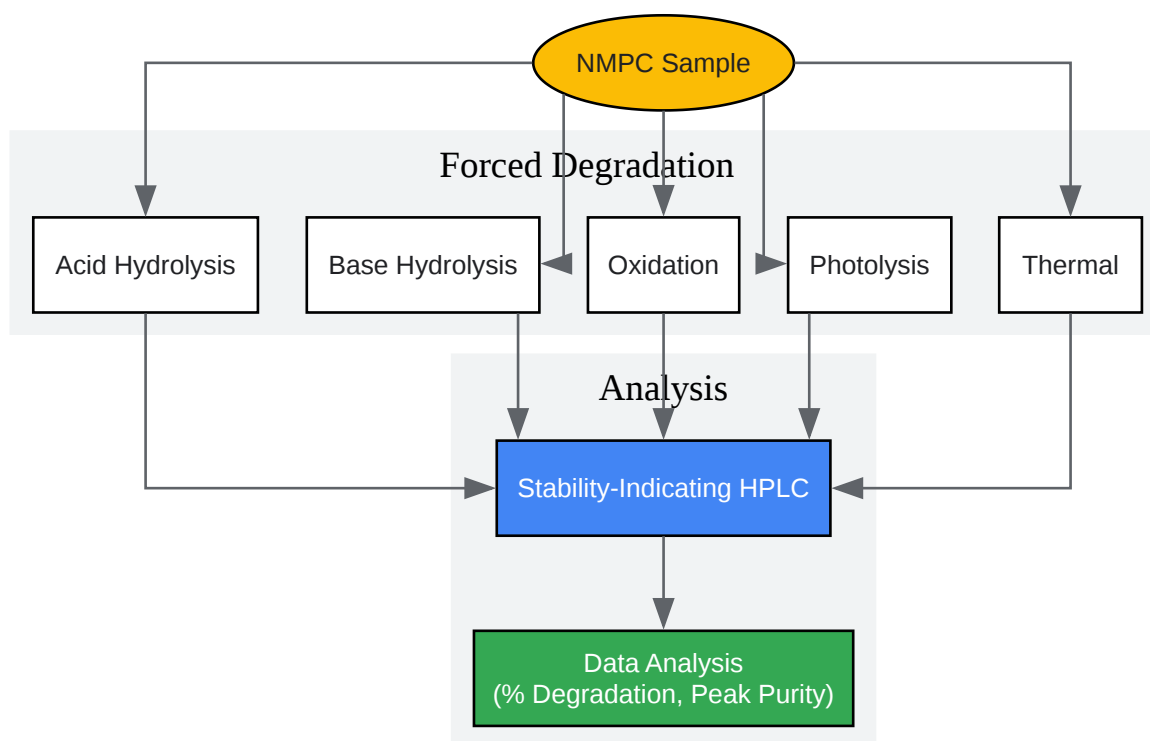 NMPC Sample
Forced Degradation
Acid Hydrolysis
Base Hydrolysis
Oxidation
Photolysis
Thermal
Analysis
Stability-Indicating HPLC
Data Analysis
(% Degradation, Peak Purity)